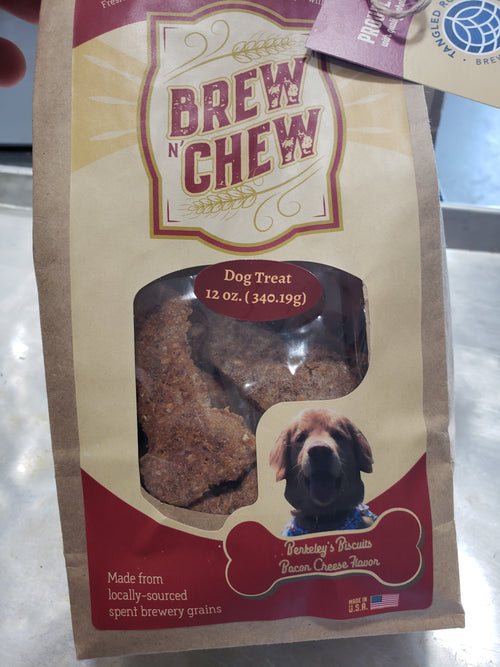 BREW
N' CHEW
Dog Treat
12 oz. ( 340.19g)
Berkeley's Biscuits
Bacon Cheese Flavor
Made from
locally-sourced
spent brewery grains
MADE IN
U.S.A.
TANGLED